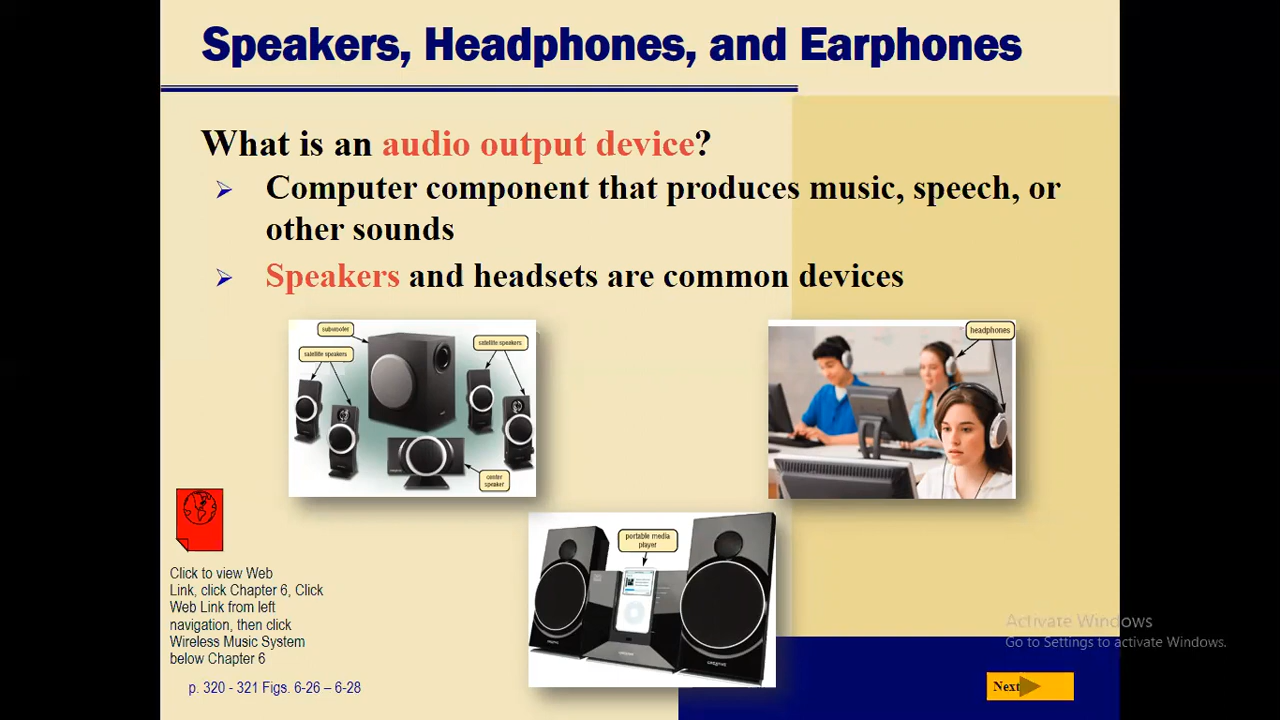 Speakers, Headphones, and Earphones
What is an audio output device?
Computer component that produces music, speech, or
other sounds
Speakers and headsets are common devices
subwoofer
satellite speakers
satellite speakers
center
speaker
headphones
portable media
player
Click to view Web
Link, click Chapter 6, Click
Web Link from left
navigation, then click
Wireless Music System
below Chapter 6
p. 320 - 321 Figs. 6-26 – 6-28
Activate Windows
Go to Settings to activate Windows.
Next